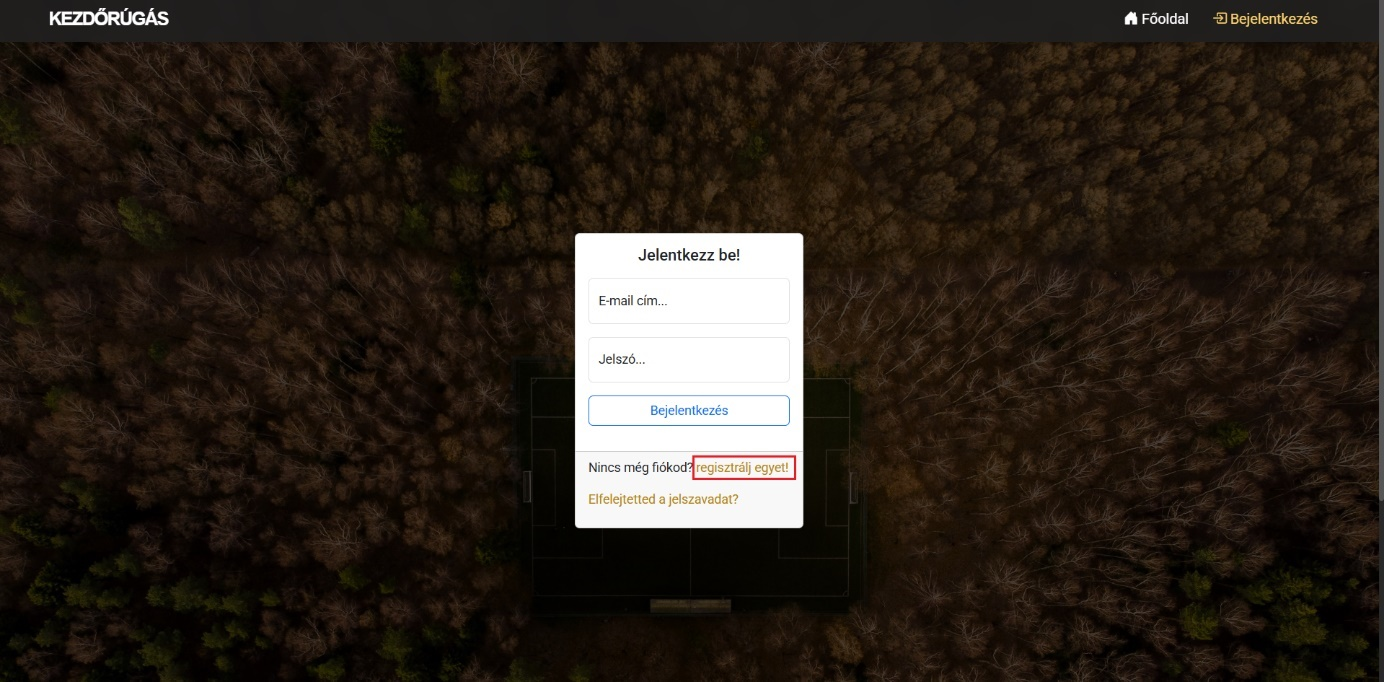 KEZDŐRÚGÁS
Főoldal
Bejelentkezés
Jelentkezz be!
E-mail cím...
Jelszó...
Bejelentkezés
Nincs még fiókod? regisztrálj egyet!
Elfelejtetted a jelszavadat?